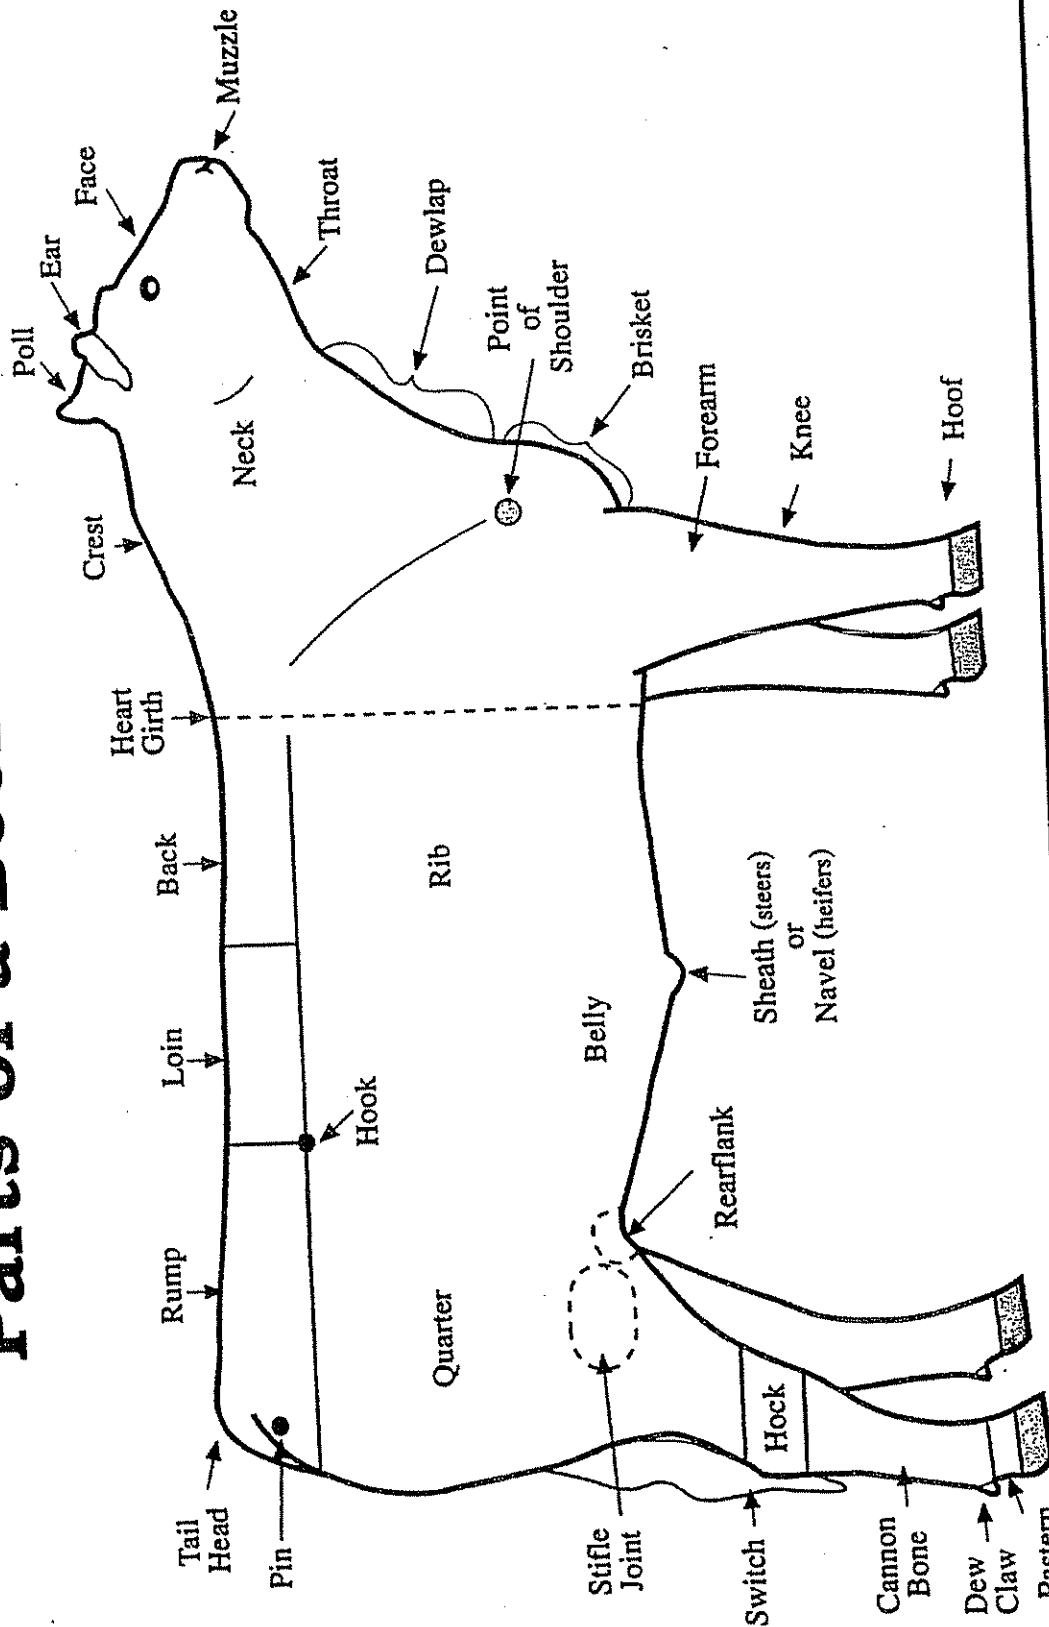 Parts of a
Poll
Ear
Face
Muzzle
Crest
Neck
Throat
Dewlap
Point
of
Shoulder
Brisket
Forearm
Knee
Hoof
Heart
Girth
Back
Loin
Rump
Rib
Hook
Belly
Quarter
Sheath (steers)
or
Navel (heifers)
Rearflank
Tail
Head
Pin
Stifle
Joint
Hock
Switch
Cannon
Bone
Dew
Claw
Pastern